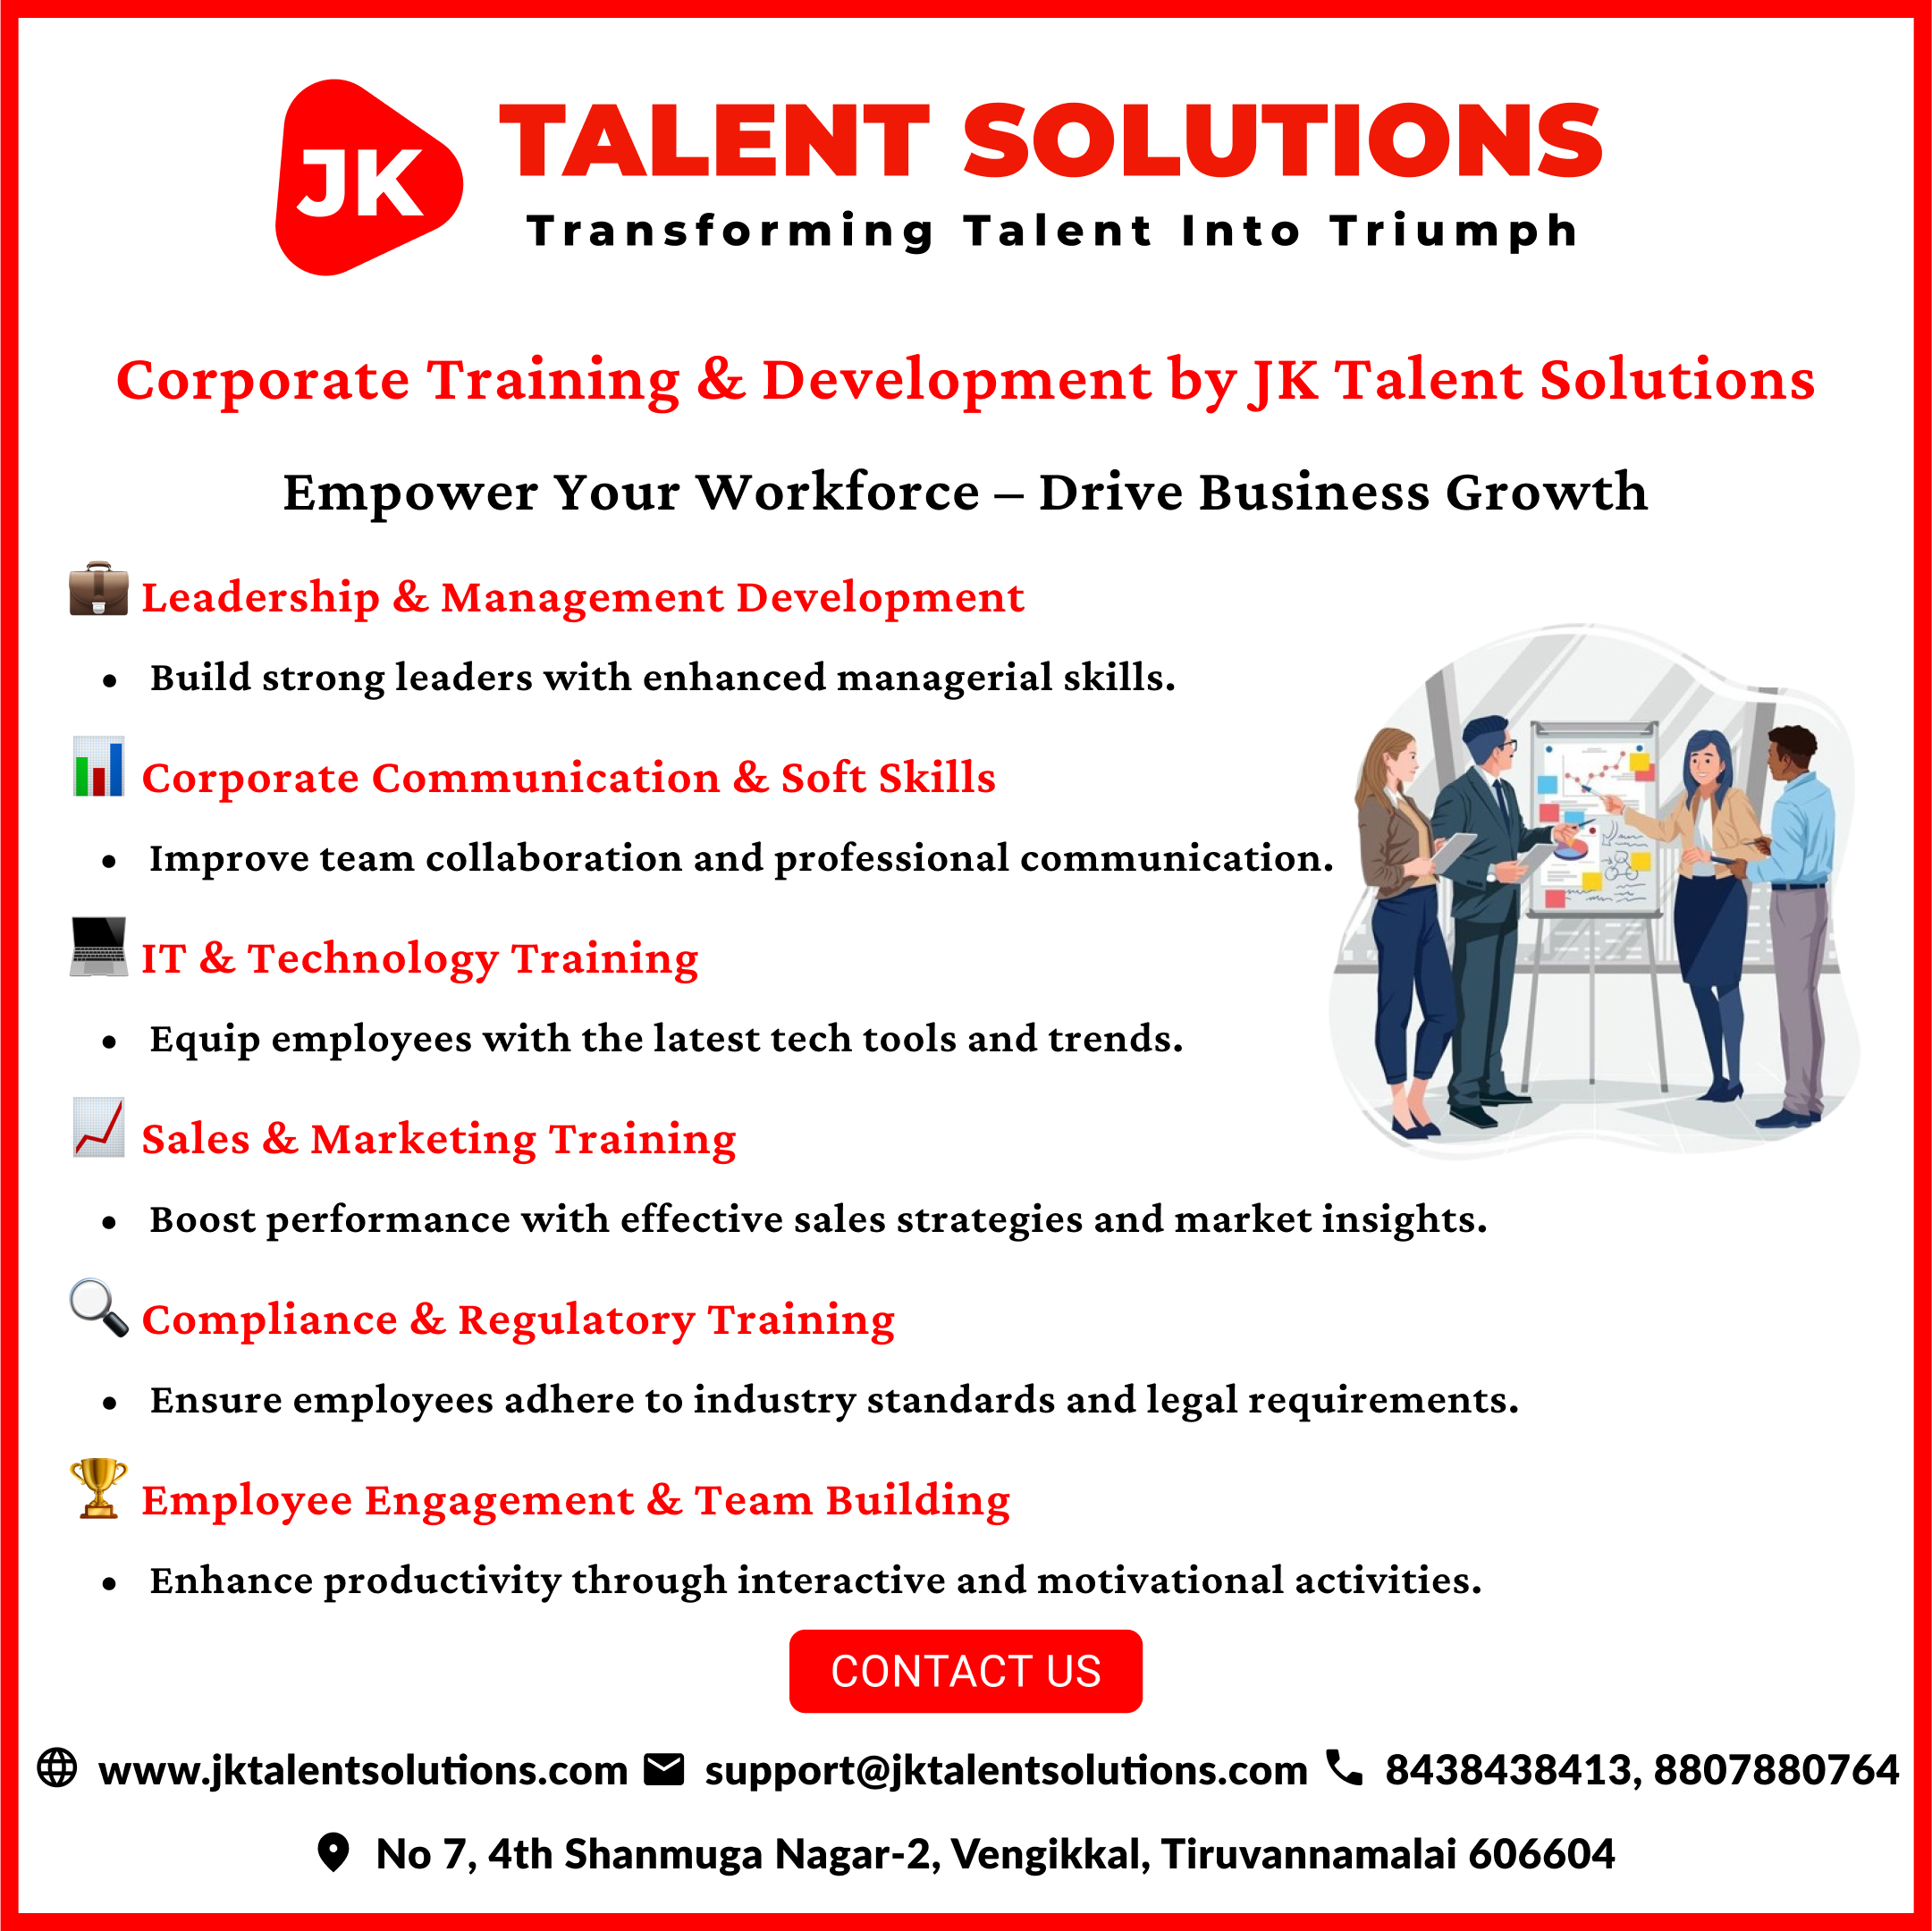 JK
TALENT SOLUTIONS
Transforming Talent Into Triumph
Corporate Training & Development by JK Talent Solutions
Empower Your Workforce – Drive Business Growth
Leadership & Management Development
• Build strong leaders with enhanced managerial skills.
Corporate Communication & Soft Skills
• Improve team collaboration and professional communication.
IT & Technology Training
• Equip employees with the latest tech tools and trends.
Sales & Marketing Training
• Boost performance with effective sales strategies and market insights.
Compliance & Regulatory Training
• Ensure employees adhere to industry standards and legal requirements.
Employee Engagement & Team Building
• Enhance productivity through interactive and motivational activities.
CONTACT US
www.jktalentsolutions.com support@jktalentsolutions.com 8438438413, 8807880764
No 7, 4th Shanmuga Nagar-2, Vengikkal, Tiruvannamalai 606604